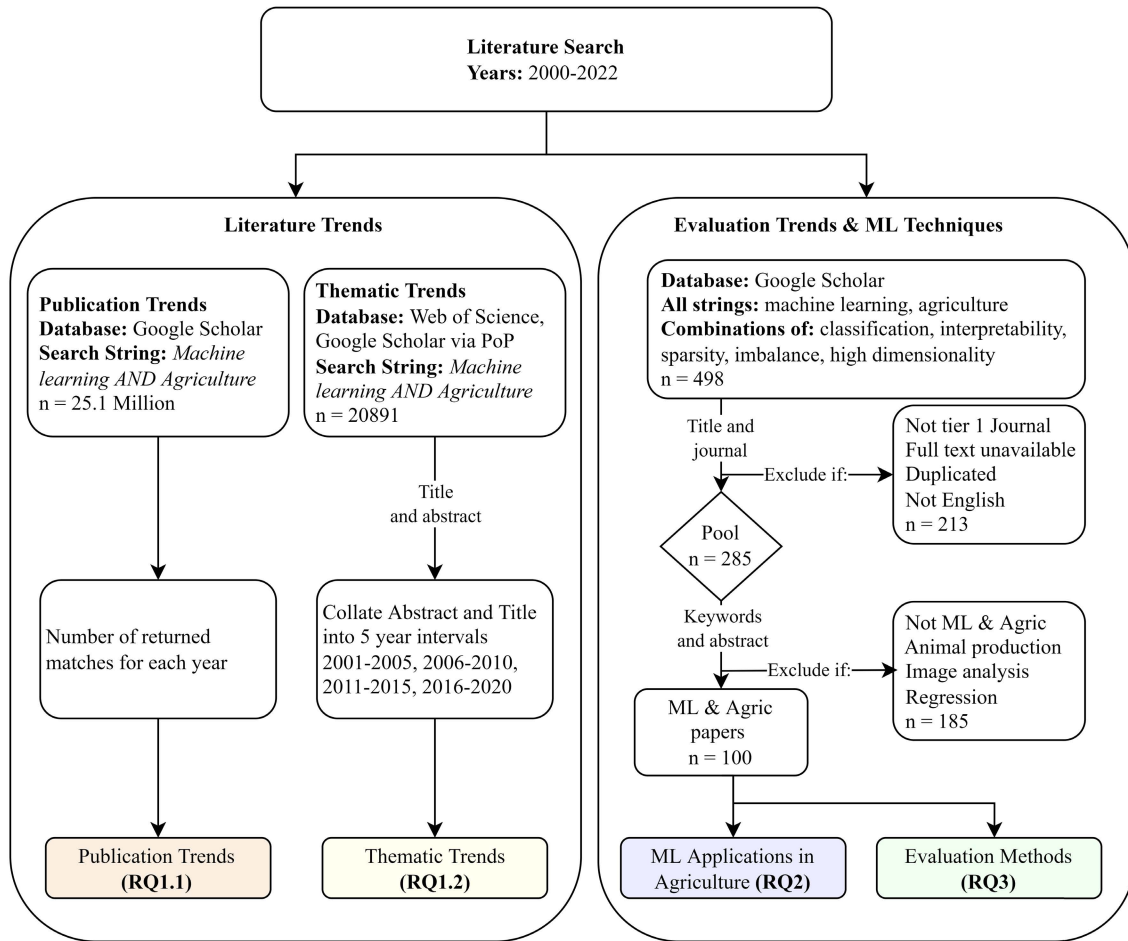 Literature Search
Years: 2000-2022
Literature Trends
Publication Trends
Database: Google Scholar
Search String: Machine
learning AND Agriculture
n = 25.1 Million
Thematic Trends
Database: Web of Science,
Google Scholar via PoP
Search String: Machine
learning AND Agriculture
n = 20891
Title
and abstract
Number of returned
matches for each year
Collate Abstract and Title
into 5 year intervals
2001-2005, 2006-2010,
2011-2015, 2016-2020
Publication Trends
(RQ1.1)
Thematic Trends
(RQ1.2)
Evaluation Trends & ML Techniques
Database: Google Scholar
All strings: machine learning, agriculture
Combinations of: classification, interpretability,
sparsity, imbalance, high dimensionality
n = 498
Title and
journal
Exclude if:
Not tier 1 Journal
Full text unavailable
Duplicated
Not English
n = 213
Pool
n = 285
Keywords
and abstract
Exclude if:
Not ML & Agric
Animal production
Image analysis
Regression
n = 185
ML & Agric
papers
n = 100
ML Applications in
Agriculture (RQ2)
Evaluation Methods
(RQ3)